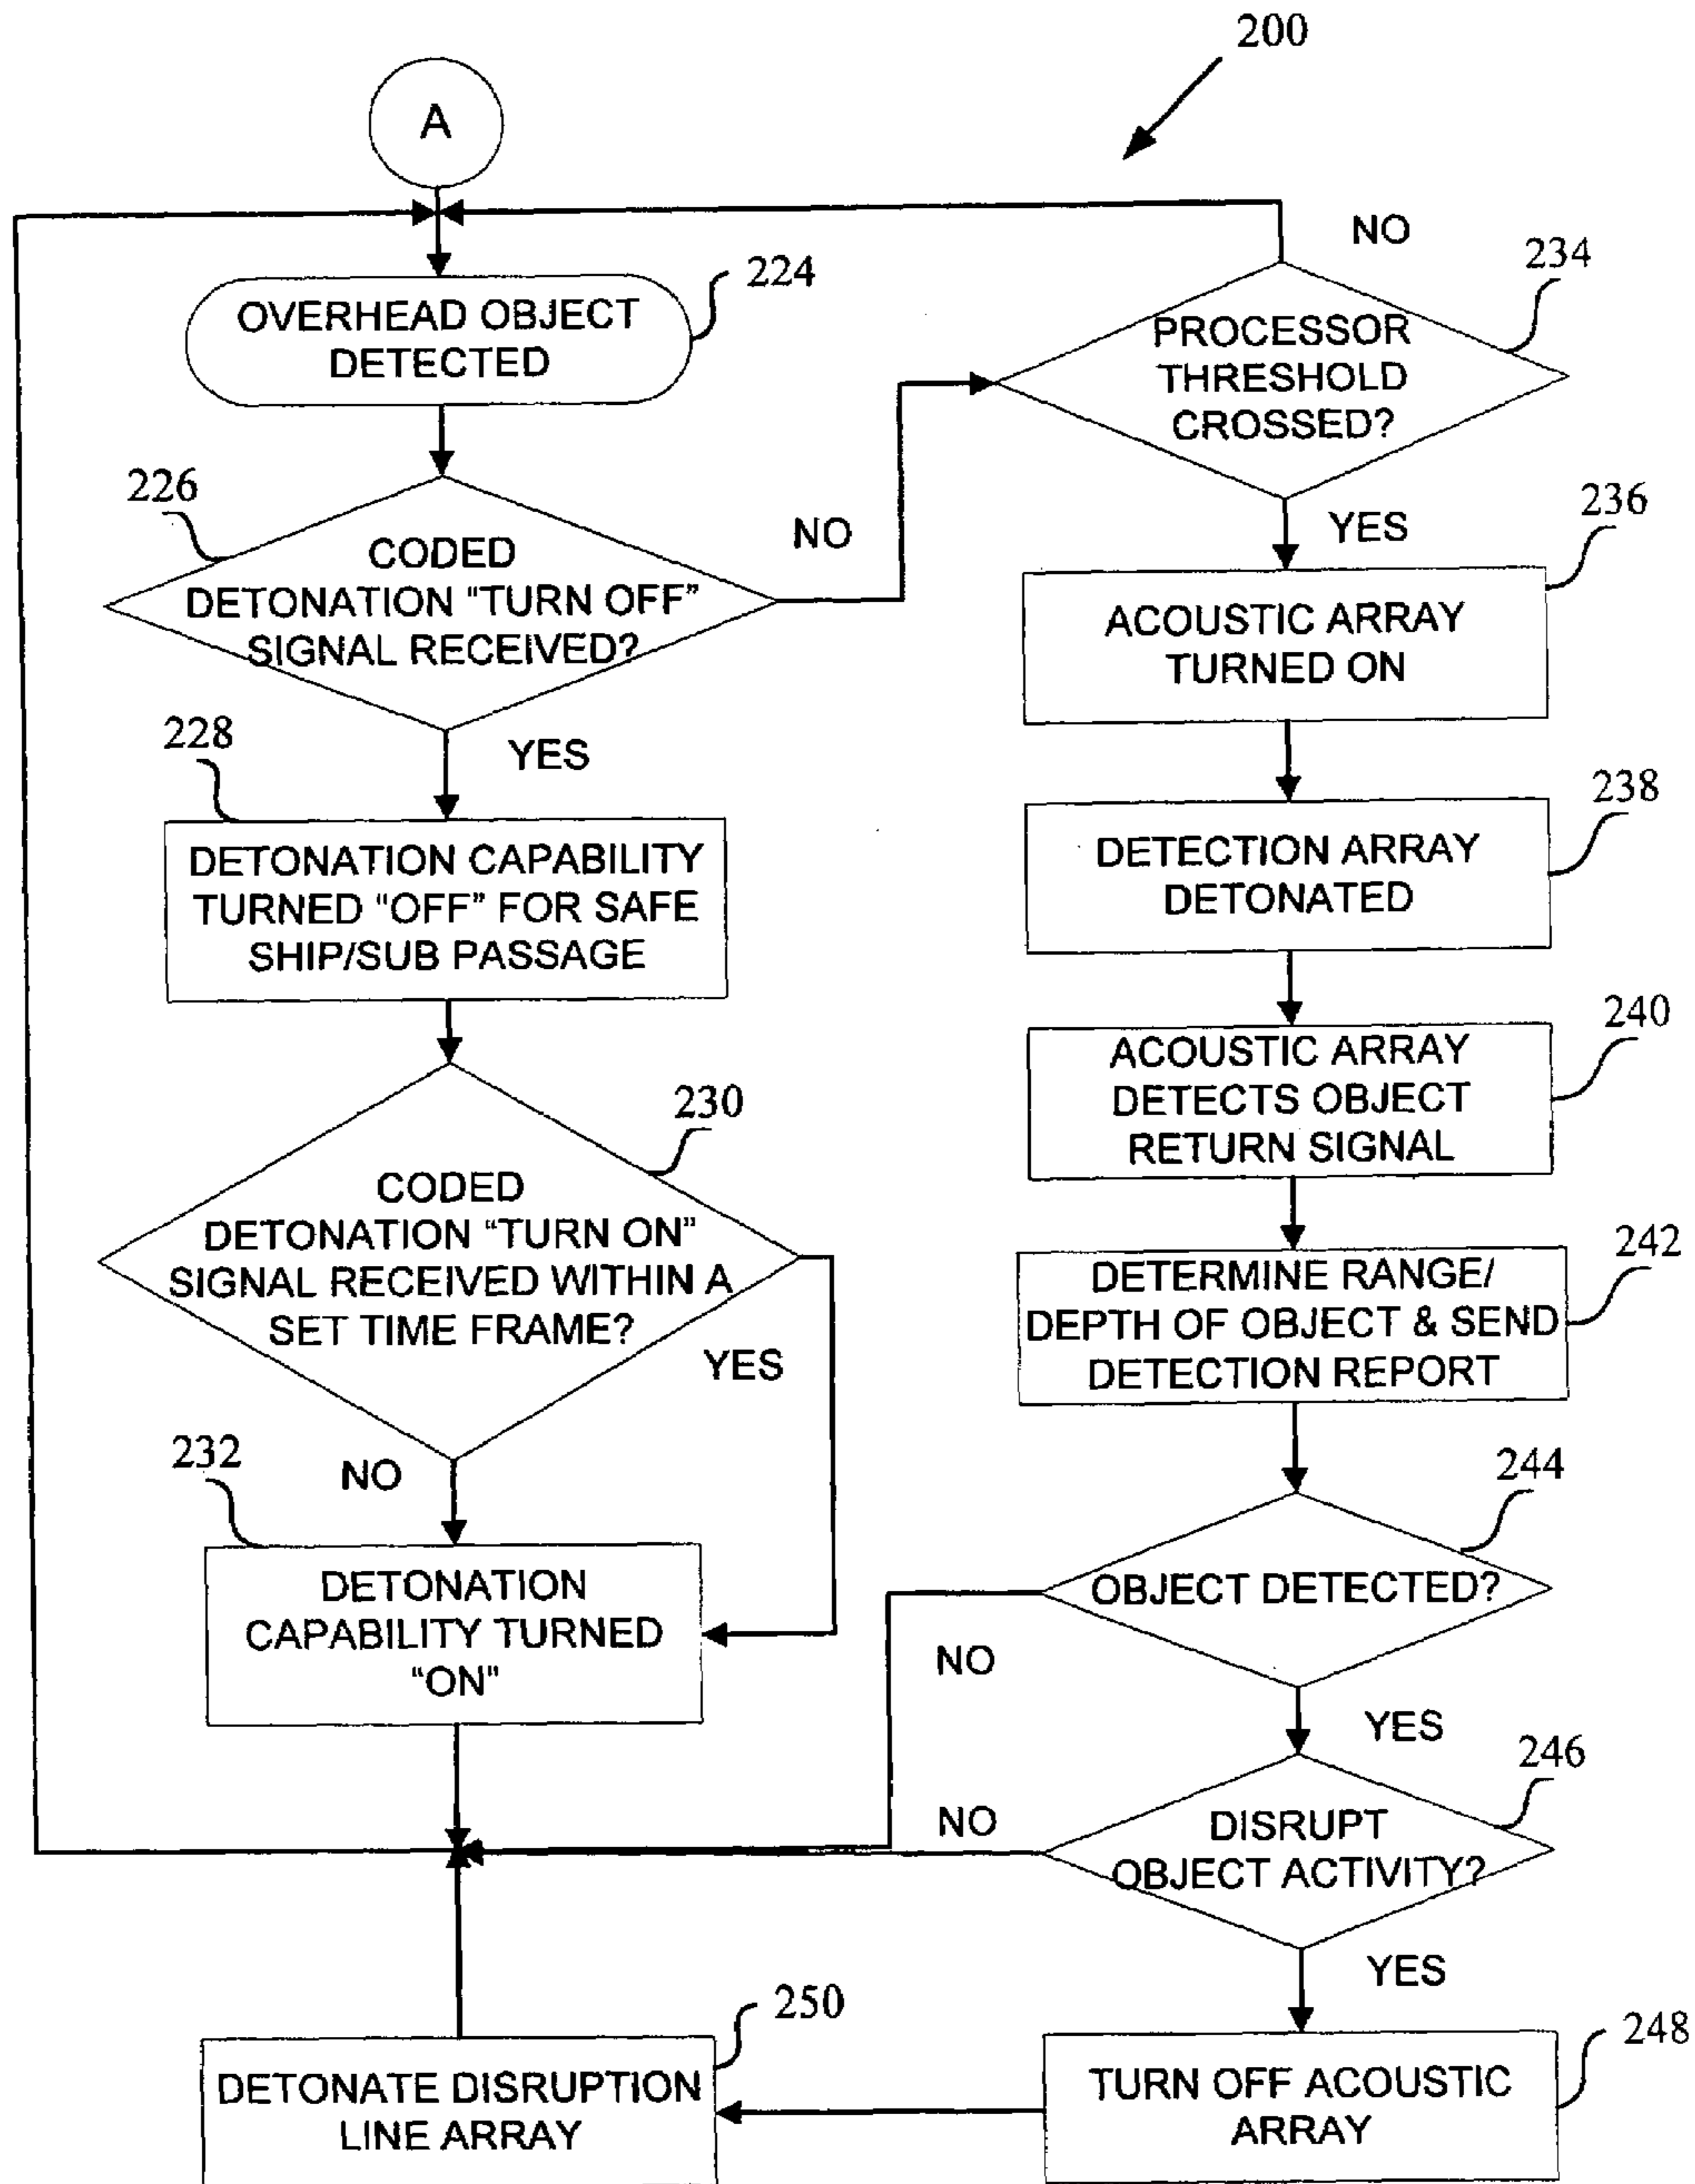 200
A
OVERHEAD OBJECT
DETECTED
224
CODED
DETONATION "TURN OFF"
SIGNAL RECEIVED?
226
NO
YES
DETONATION CAPABILITY
TURNED "OFF" FOR SAFE
SHIP/SUB PASSAGE
228
CODED
DETONATION “TURN ON”
SIGNAL RECEIVED WITHIN A
SET TIME FRAME?
230
YES
NO
232
DETONATION
CAPABILITY TURNED
"ON"
NO
234
PROCESSOR
THRESHOLD
CROSSED?
YES
236
ACOUSTIC ARRAY
TURNED ON
238
DETECTION ARRAY
DETONATED
240
ACOUSTIC ARRAY
DETECTS OBJECT
RETURN SIGNAL
242
DETERMINE RANGE/
DEPTH OF OBJECT & SEND
DETECTION REPORT
244
OBJECT DETECTED?
NO
YES
246
DISRUPT
OBJECT ACTIVITY?
NO
YES
248
TURN OFF ACOUSTIC
ARRAY
250
DETONATE DISRUPTION
LINE ARRAY